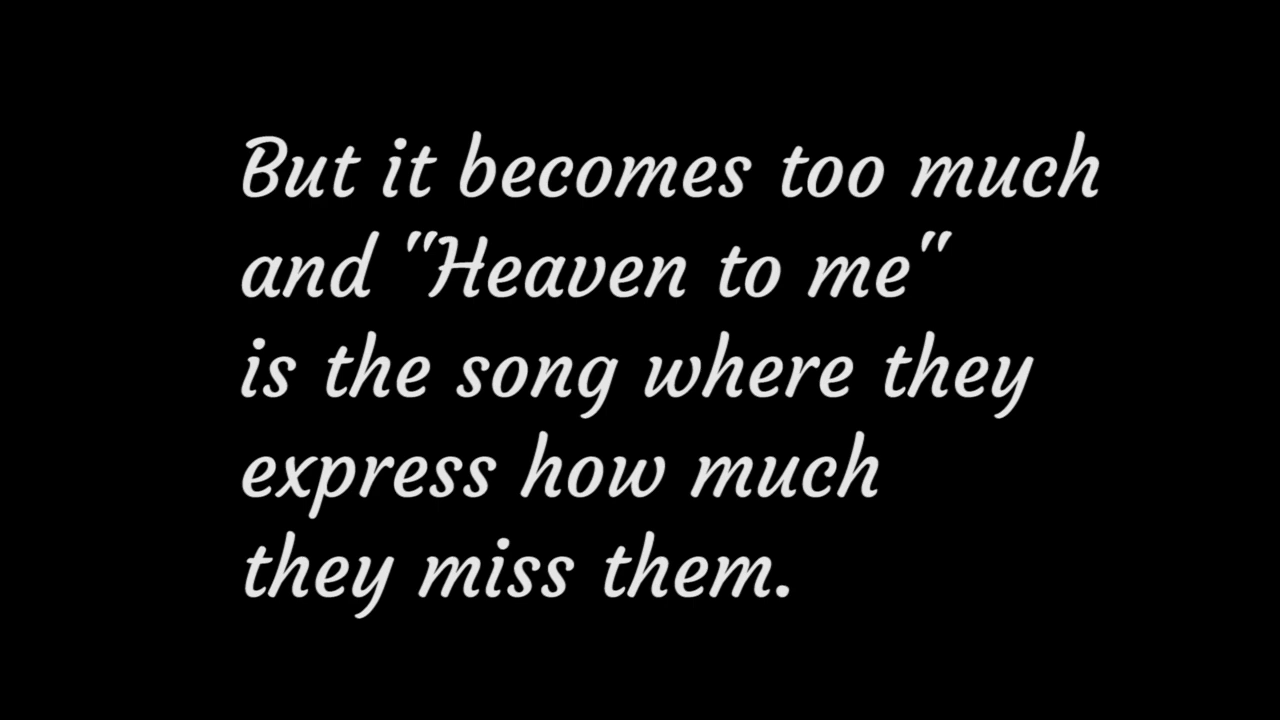 But it becomes too much
and "Heaven to me"
is the song where they
express how much
they miss them.